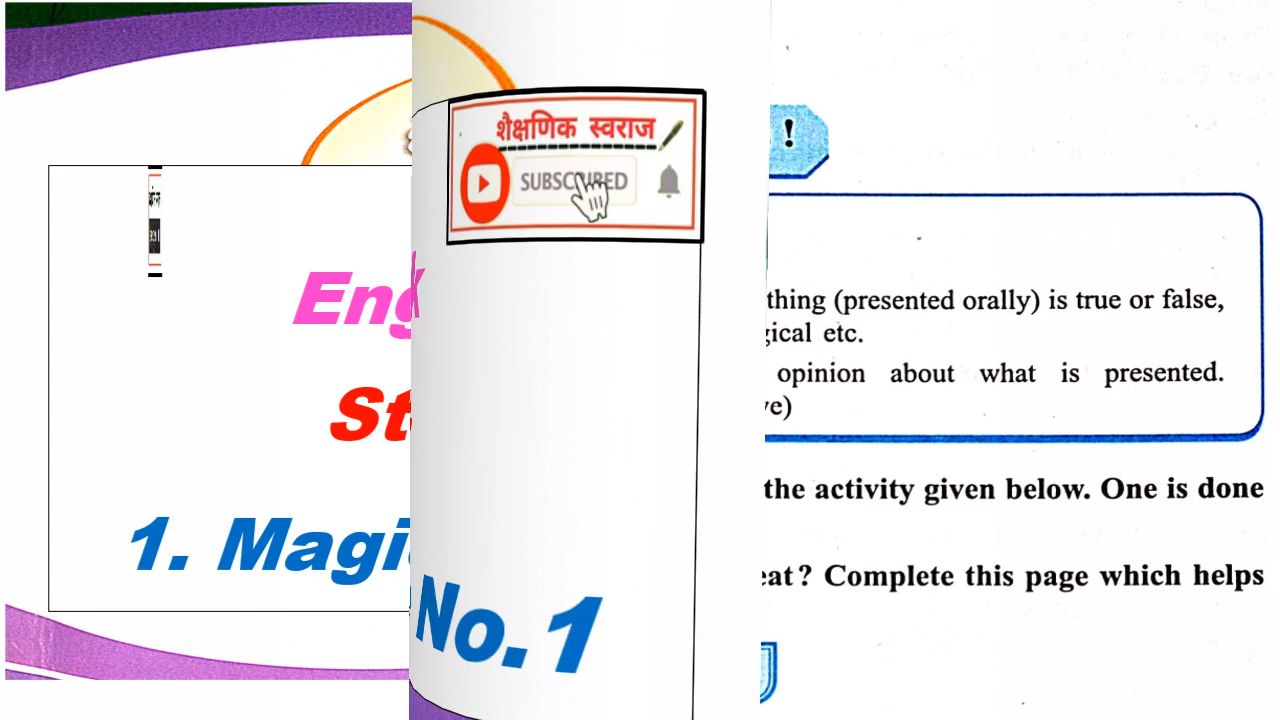 शैक्षणिक स्वराज
SUBSCRIBED
Eng
St
1. Magi
No.1
!
thing (presented orally) is true or false,
gical etc.
opinion about what is presented.
ve)
the activity given below. One is done
eat? Complete this page which helps